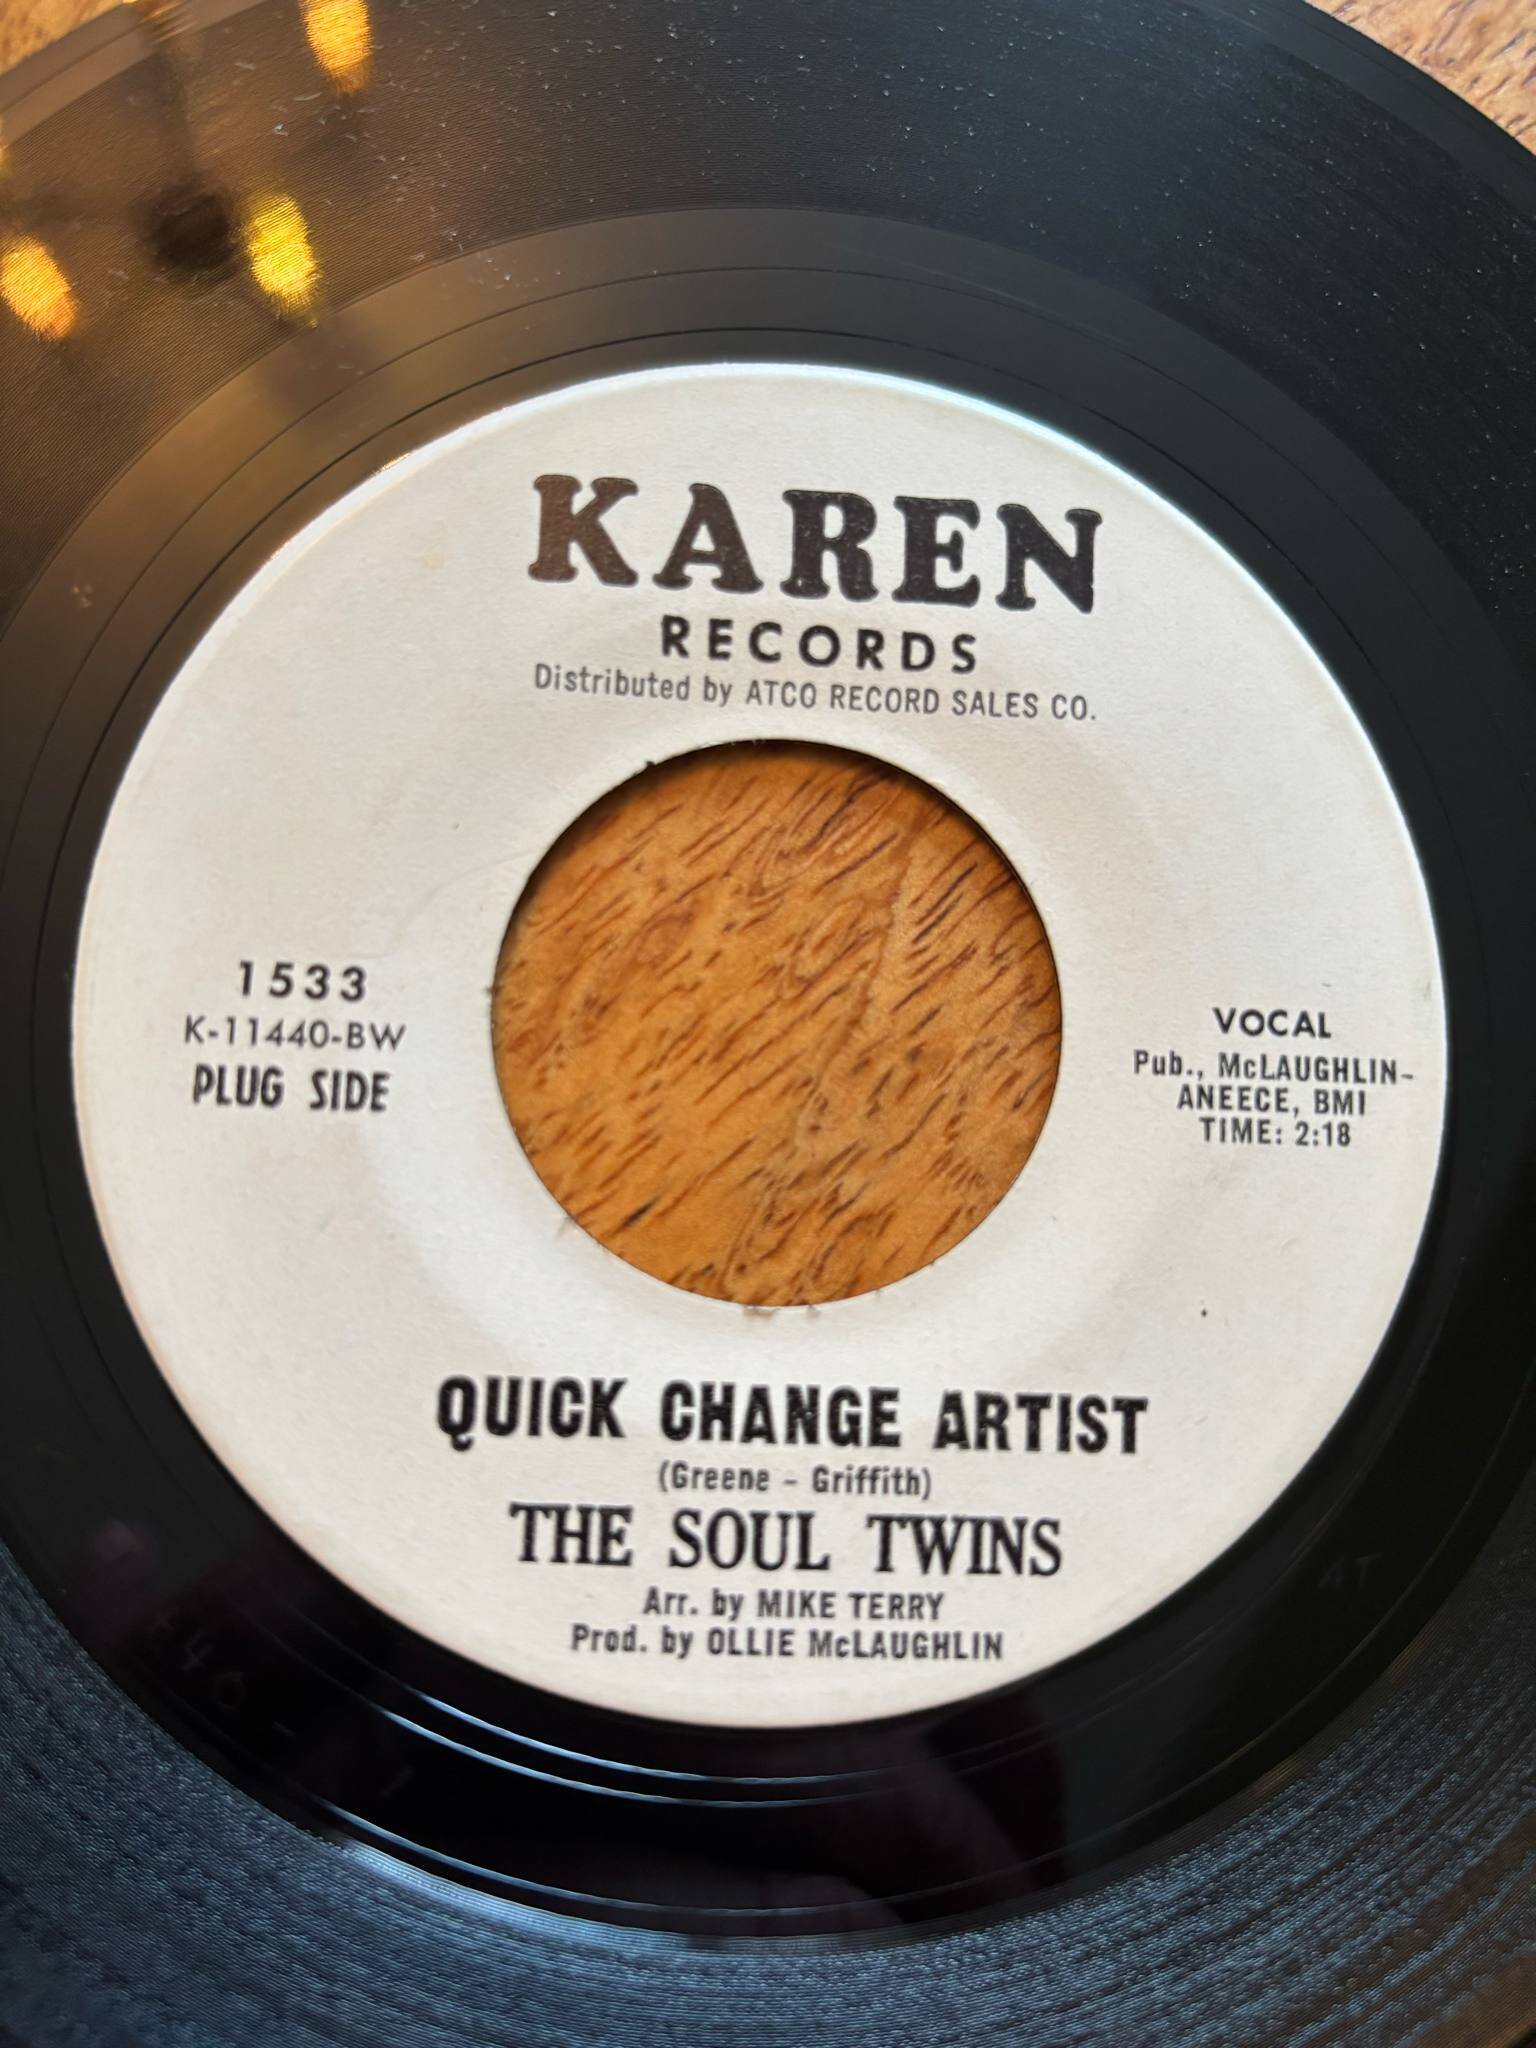 KAREN
RECORDS
Distributed by ATCO RECORD SALES CO.
1533
K-11440-BW
PLUG SIDE
VOCAL
Pub., McLAUGHLIN-
ANEECE, BMI
TIME: 2:18
QUICK CHANGE ARTIST
(Greene - Griffith)
THE SOUL TWINS
Arr. by MIKE TERRY
Prod. by OLLIE McLAUGHLIN
AT